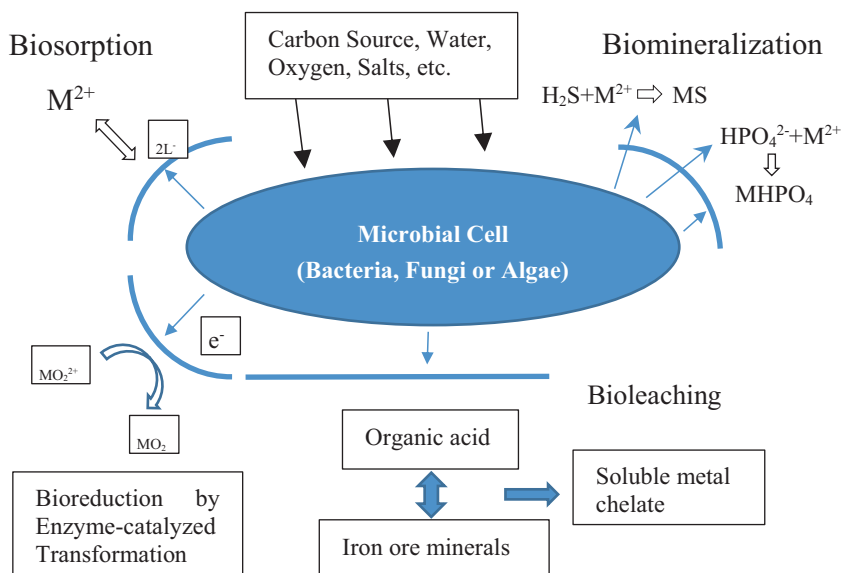 Biosorption
Carbon Source, Water,
Oxygen, Salts, etc.
Biomineralization
M²⁺
H₂S+M²⁺ ⇨ MS
2L⁻
HPO₄²⁻+M²⁺
⇩
MHPO₄
Microbial Cell
(Bacteria, Fungi or Algae)
e⁻
MO₂²⁺
MO₂
Bioleaching
Organic acid
Soluble metal
chelate
Iron ore minerals
Bioreduction by
Enzyme-catalyzed
Transformation